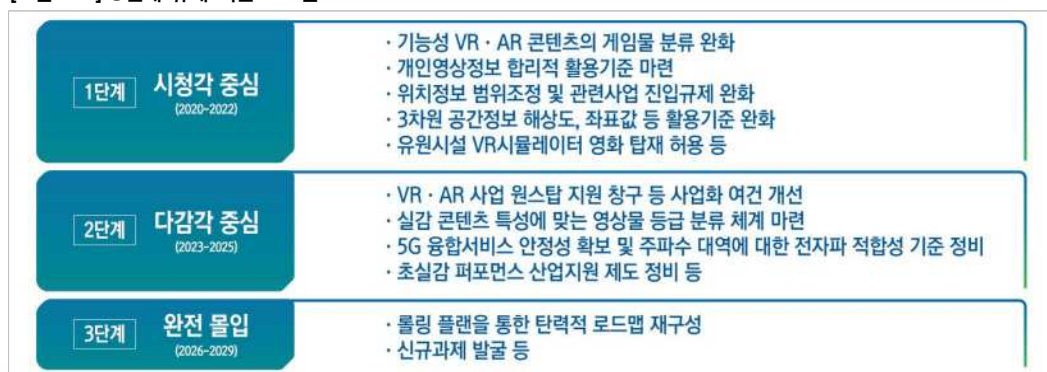 1단계
시청각 중심
(2020-2022)
· 기능성 VR · AR 콘텐츠의 게임물 분류 완화
· 개인영상정보 합리적 활용기준 마련
· 위치정보 범위조정 및 관련사업 진입규제 완화
· 3차원 공간정보 해상도, 좌표값 등 활용기준 완화
· 유원시설 VR시뮬레이터 영화 탑재 허용 등
2단계
다감각 중심
(2023-2025)
· VR · AR 사업 원스탑 지원 창구 등 사업화 여건 개선
· 실감 콘텐츠 특성에 맞는 영상물 등급 분류 체계 마련
· 5G 융합서비스 안정성 확보 및 주파수 대역에 대한 전자파 적합성 기준 정비
· 초실감 퍼포먼스 산업지원 제도 정비 등
3단계
완전 몰입
(2026-2029)
· 롤링 플랜을 통한 탄력적 로드맵 재구성
· 신규과제 발굴 등